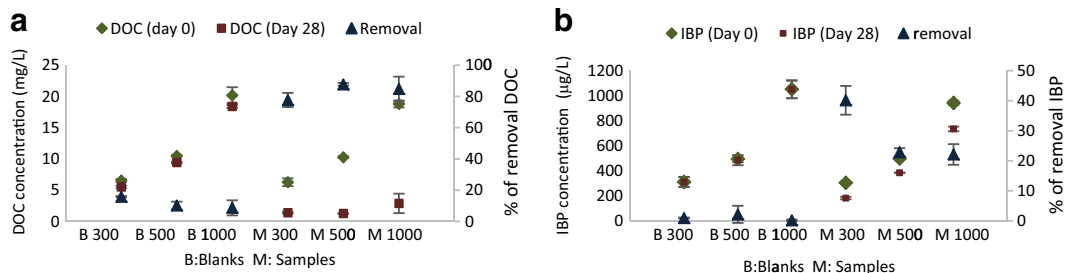 a
DOC (day 0) DOC (Day 28) Removal
DOC concentration (mg/L)
25
20
15
10
5
0
100
80
60
40
20
0
% of removal DOC
B 300 B 500 B 1000 M 300 M 500 M 1000
B:Blanks M: Samples
b
IBP (Day 0) IBP (Day 28) removal
IBP concentration (µg/L)
1200
1000
800
600
400
200
0
50
40
30
20
10
0
% of removal IBP
B 300 B 500 B 1000 M 300 M 500 M 1000
B:Blanks M: Samples